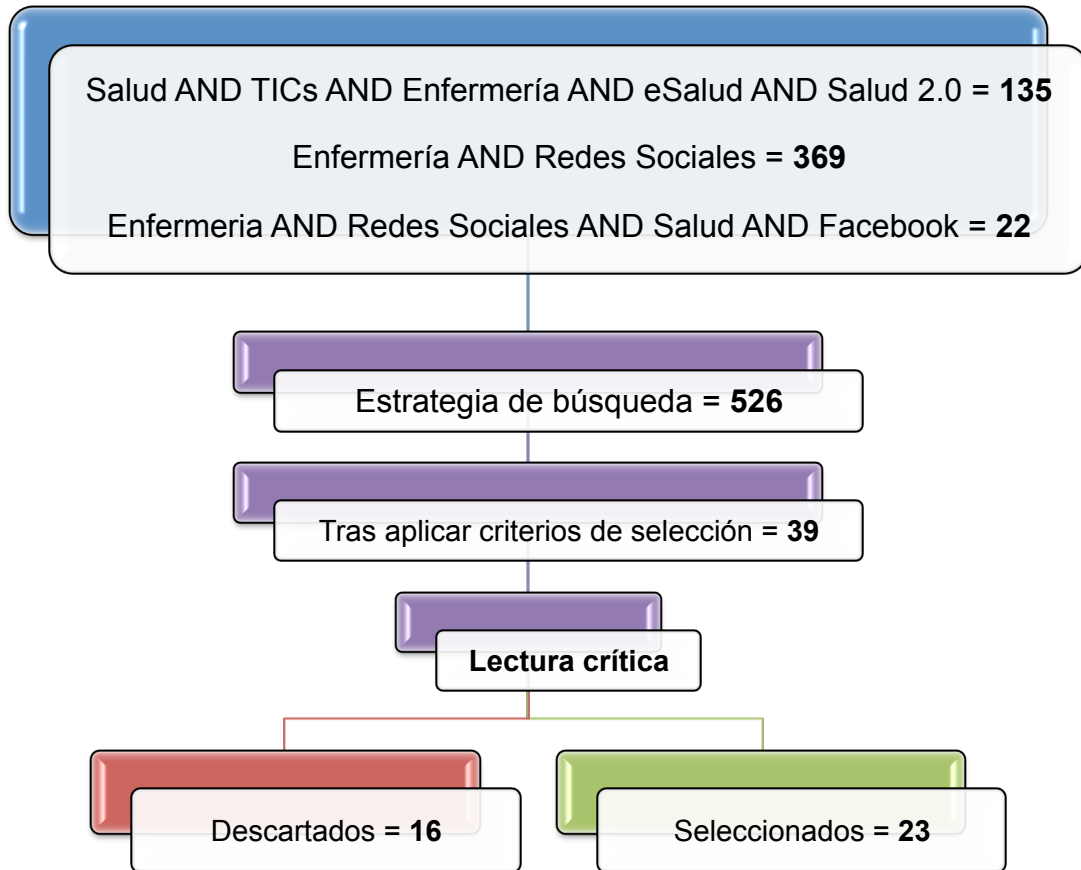 Salud AND TICs AND Enfermería AND eSalud AND Salud 2.0 = 135
Enfermería AND Redes Sociales = 369
Enfermeria AND Redes Sociales AND Salud AND Facebook = 22
Estrategia de búsqueda = 526
Tras aplicar criterios de selección = 39
Lectura crítica
Descartados = 16
Seleccionados = 23